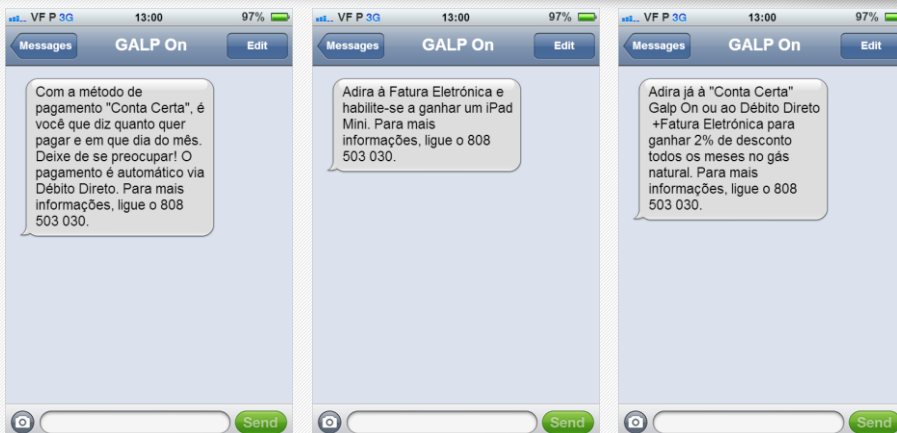 VF P 3G 13:00 97%
Messages GALP On Edit
Com a método de
pagamento "Conta Certa", é
você que diz quanto quer
pagar e em que dia do mês.
Deixe de se preocupar! O
pagamento é automático via
Débito Direto. Para mais
informações, ligue o 808
503 030.
Send
VF P 3G 13:00 97%
Messages GALP On Edit
Adira à Fatura Eletrónica e
habilite-se a ganhar um iPad
Mini. Para mais
informações, ligue o 808
503 030.
Send
VF P 3G 13:00 97%
Messages GALP On Edit
Adira já à "Conta Certa"
Galp On ou ao Débito Direto
+Fatura Eletrónica para
ganhar 2% de desconto
todos os meses no gás
natural. Para mais
informações, ligue o 808
503 030.
Send